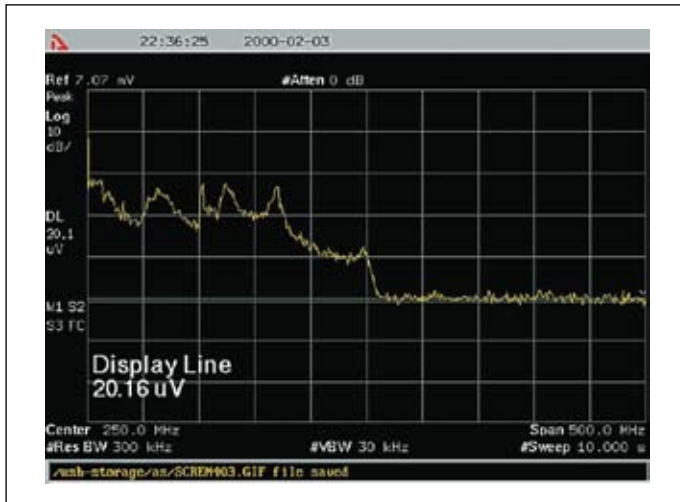 22:36:25 2000-02-03
Ref 7.07 mV #Atten 0 dB
Peak
Log
10
dB/
DL
20.1
uV
W1 S2
S3 FC
Display Line
20.16 uV
Center 250.0 MHz Span 500.0 MHz
#Res BW 300 kHz #VBW 30 kHz #Sweep 10.000 s
/usb-storage/aa/SCREN403.GIF file saved